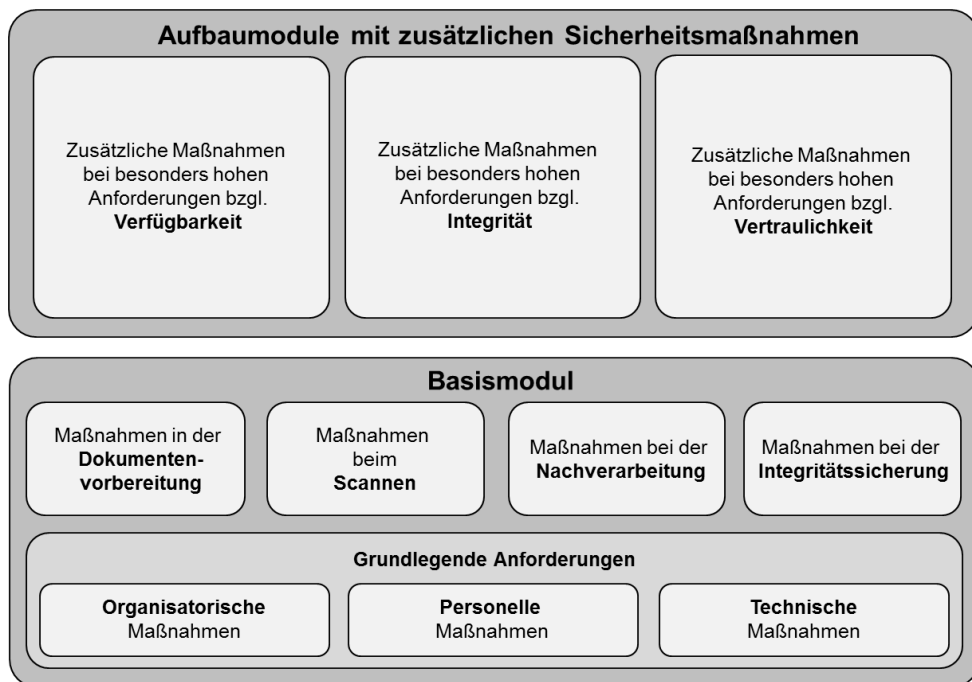 Aufbaumodule mit zusätzlichen Sicherheitsmaßnahmen
Zusätzliche Maßnahmen
bei besonders hohen
Anforderungen bzgl.
Verfügbarkeit
Zusätzliche Maßnahmen
bei besonders hohen
Anforderungen bzgl.
Integrität
Zusätzliche Maßnahmen
bei besonders hohen
Anforderungen bzgl.
Vertraulichkeit
Basismodul
Maßnahmen in der
Dokumenten-
vorbereitung
Maßnahmen
beim
Scannen
Maßnahmen bei der
Nachverarbeitung
Maßnahmen bei der
Integritätssicherung
Grundlegende Anforderungen
Organisatorische
Maßnahmen
Personelle
Maßnahmen
Technische
Maßnahmen